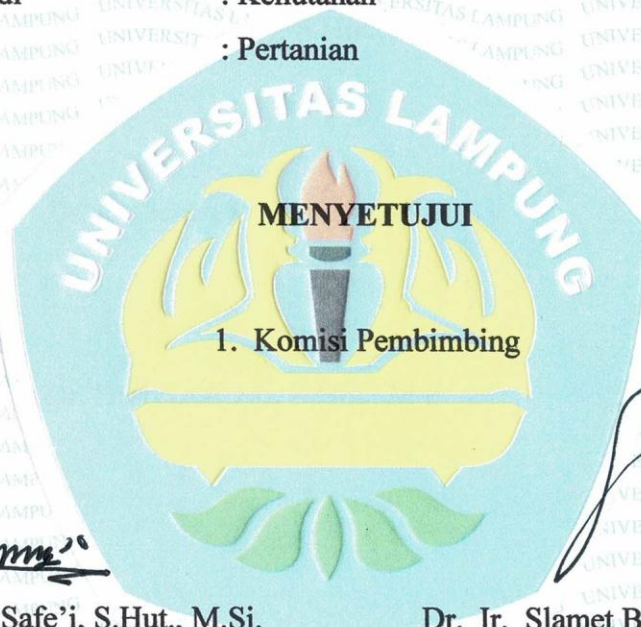 : Kehutanan
: Pertanian
UNIVERSITAS LAMPUNG
MENYETUJUI
1. Komisi Pembimbing
Safe'i, S.Hut., M.Si.
Dr. Ir. Slamet B